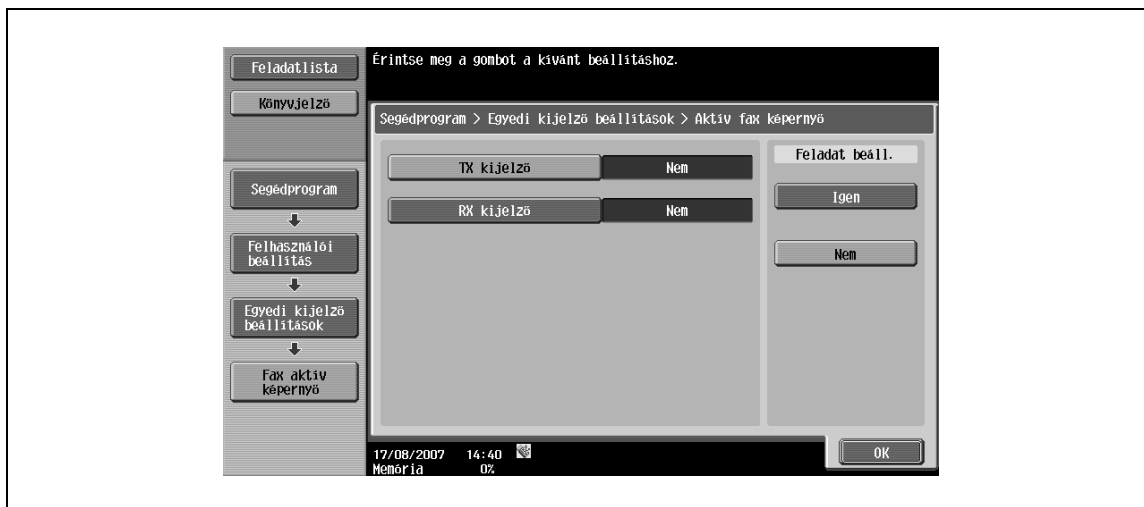 Feladatlista
Könyvjelző
Segédprogram
Felhasználói
beállítás
Egyedi kijelző
beállítások
Fax aktív
képernyő
Érintse meg a gombot a kívánt beállításhoz.
Segédprogram > Egyedi kijelző beállítások > Aktív fax képernyő
TX kijelző Nem
RX kijelző Nem
Feladat beáll.
Igen
Nem
17/08/2007 14:40
Memória 0%
OK